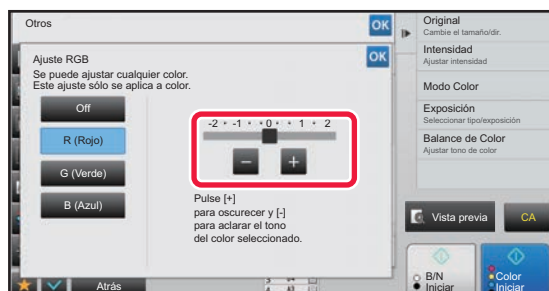 Otros
OK
Ajuste RGB
OK
Se puede ajustar cualquier color.
Este ajuste sólo se aplica a color.
Off
R (Rojo)
G (Verde)
B (Azul)
-2 • -1 • • 0 • • 1 • 2
Pulse [+]
para oscurecer y [-]
para aclarar el tono
del color seleccionado.
Atrás
Original
Cambie el tamaño/dir.
Intensidad
Ajustar intensidad
Modo Color
Exposición
Seleccionar tipo/exposición
Balance de Color
Ajustar tono de color
Vista previa
CA
B/N
Iniciar
Color
Iniciar